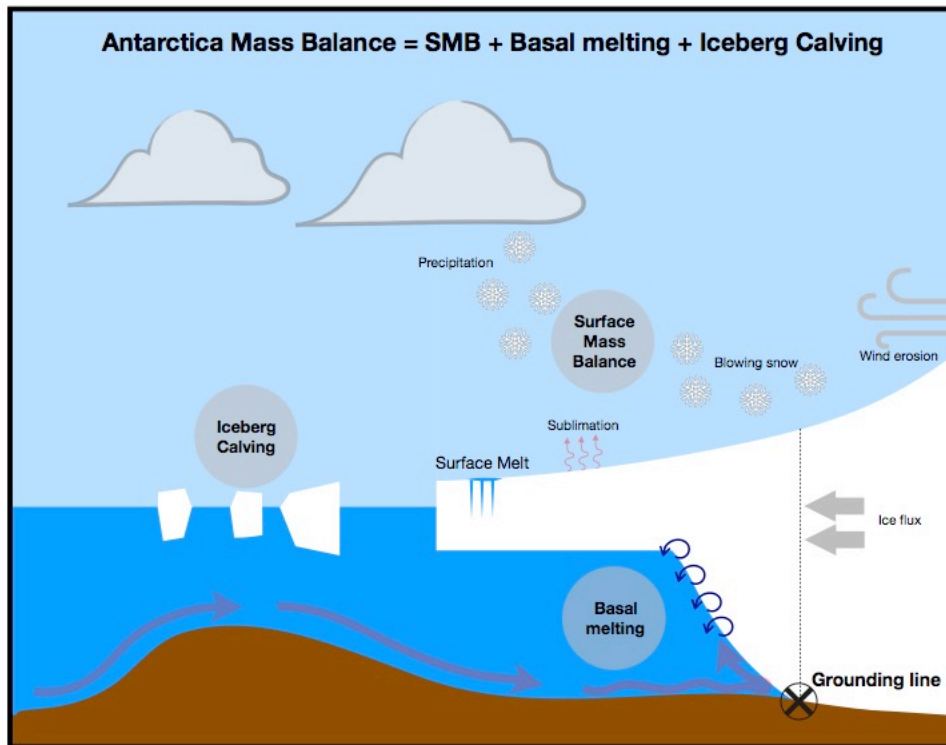 Antarctica Mass Balance = SMB + Basal melting + Iceberg Calving
Precipitation
Surface
Mass
Balance
Blowing snow
Wind erosion
Iceberg
Calving
Sublimation
Surface Melt
Ice flux
Basal
melting
Grounding line